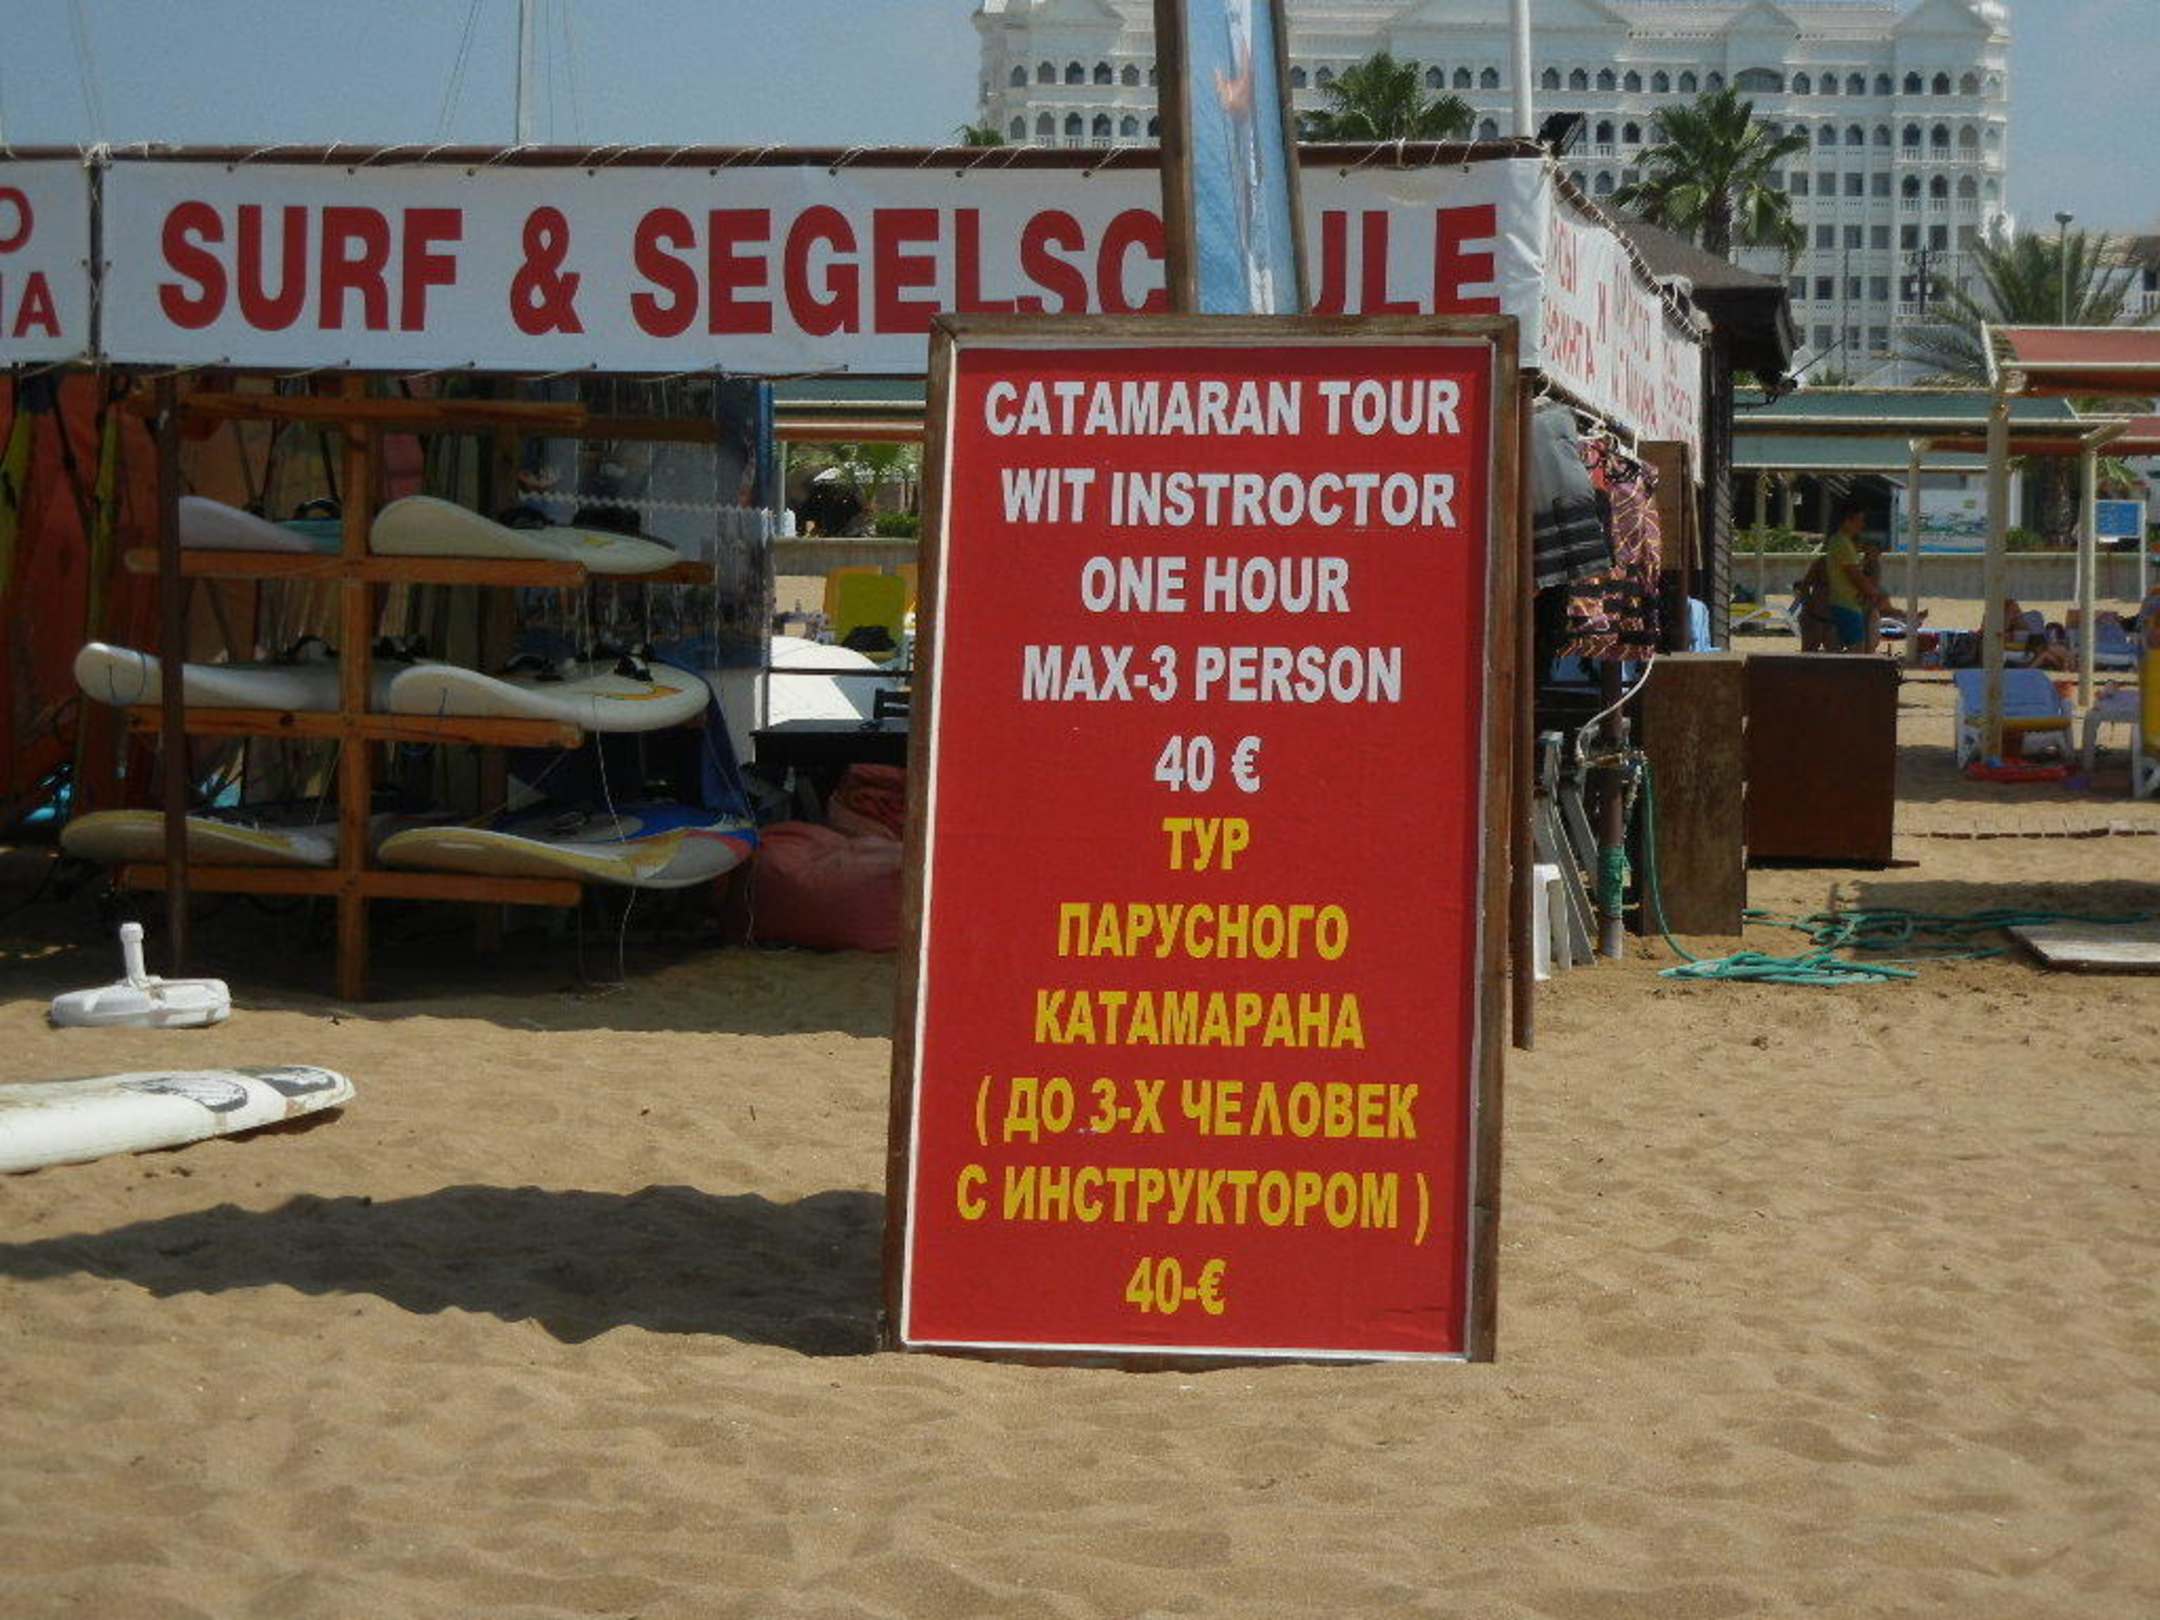 SURF & SEGELSC ULE
CATAMARAN TOUR
WIT INSTROCTOR
ONE HOUR
MAX-3 PERSON
40 €
ТУР
ПАРУСНОГО
КАТАМАРАНА
( ДО 3-Х ЧЕЛОВЕК
С ИНСТРУКТОРОМ )
40-€